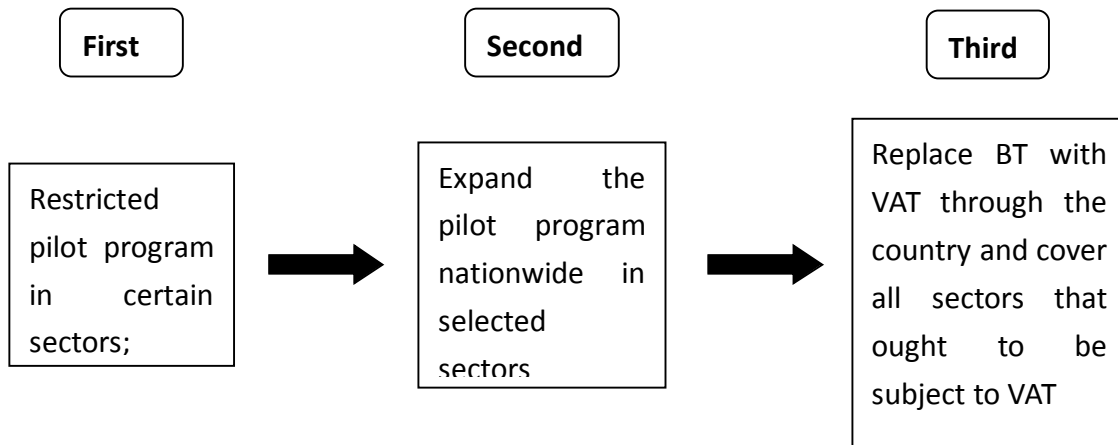 First
Second
Third
Restricted
pilot program
in certain
sectors;
Expand the
pilot program
nationwide in
selected
sectors
Replace BT with
VAT through the
country and cover
all sectors that
ought to be
subject to VAT